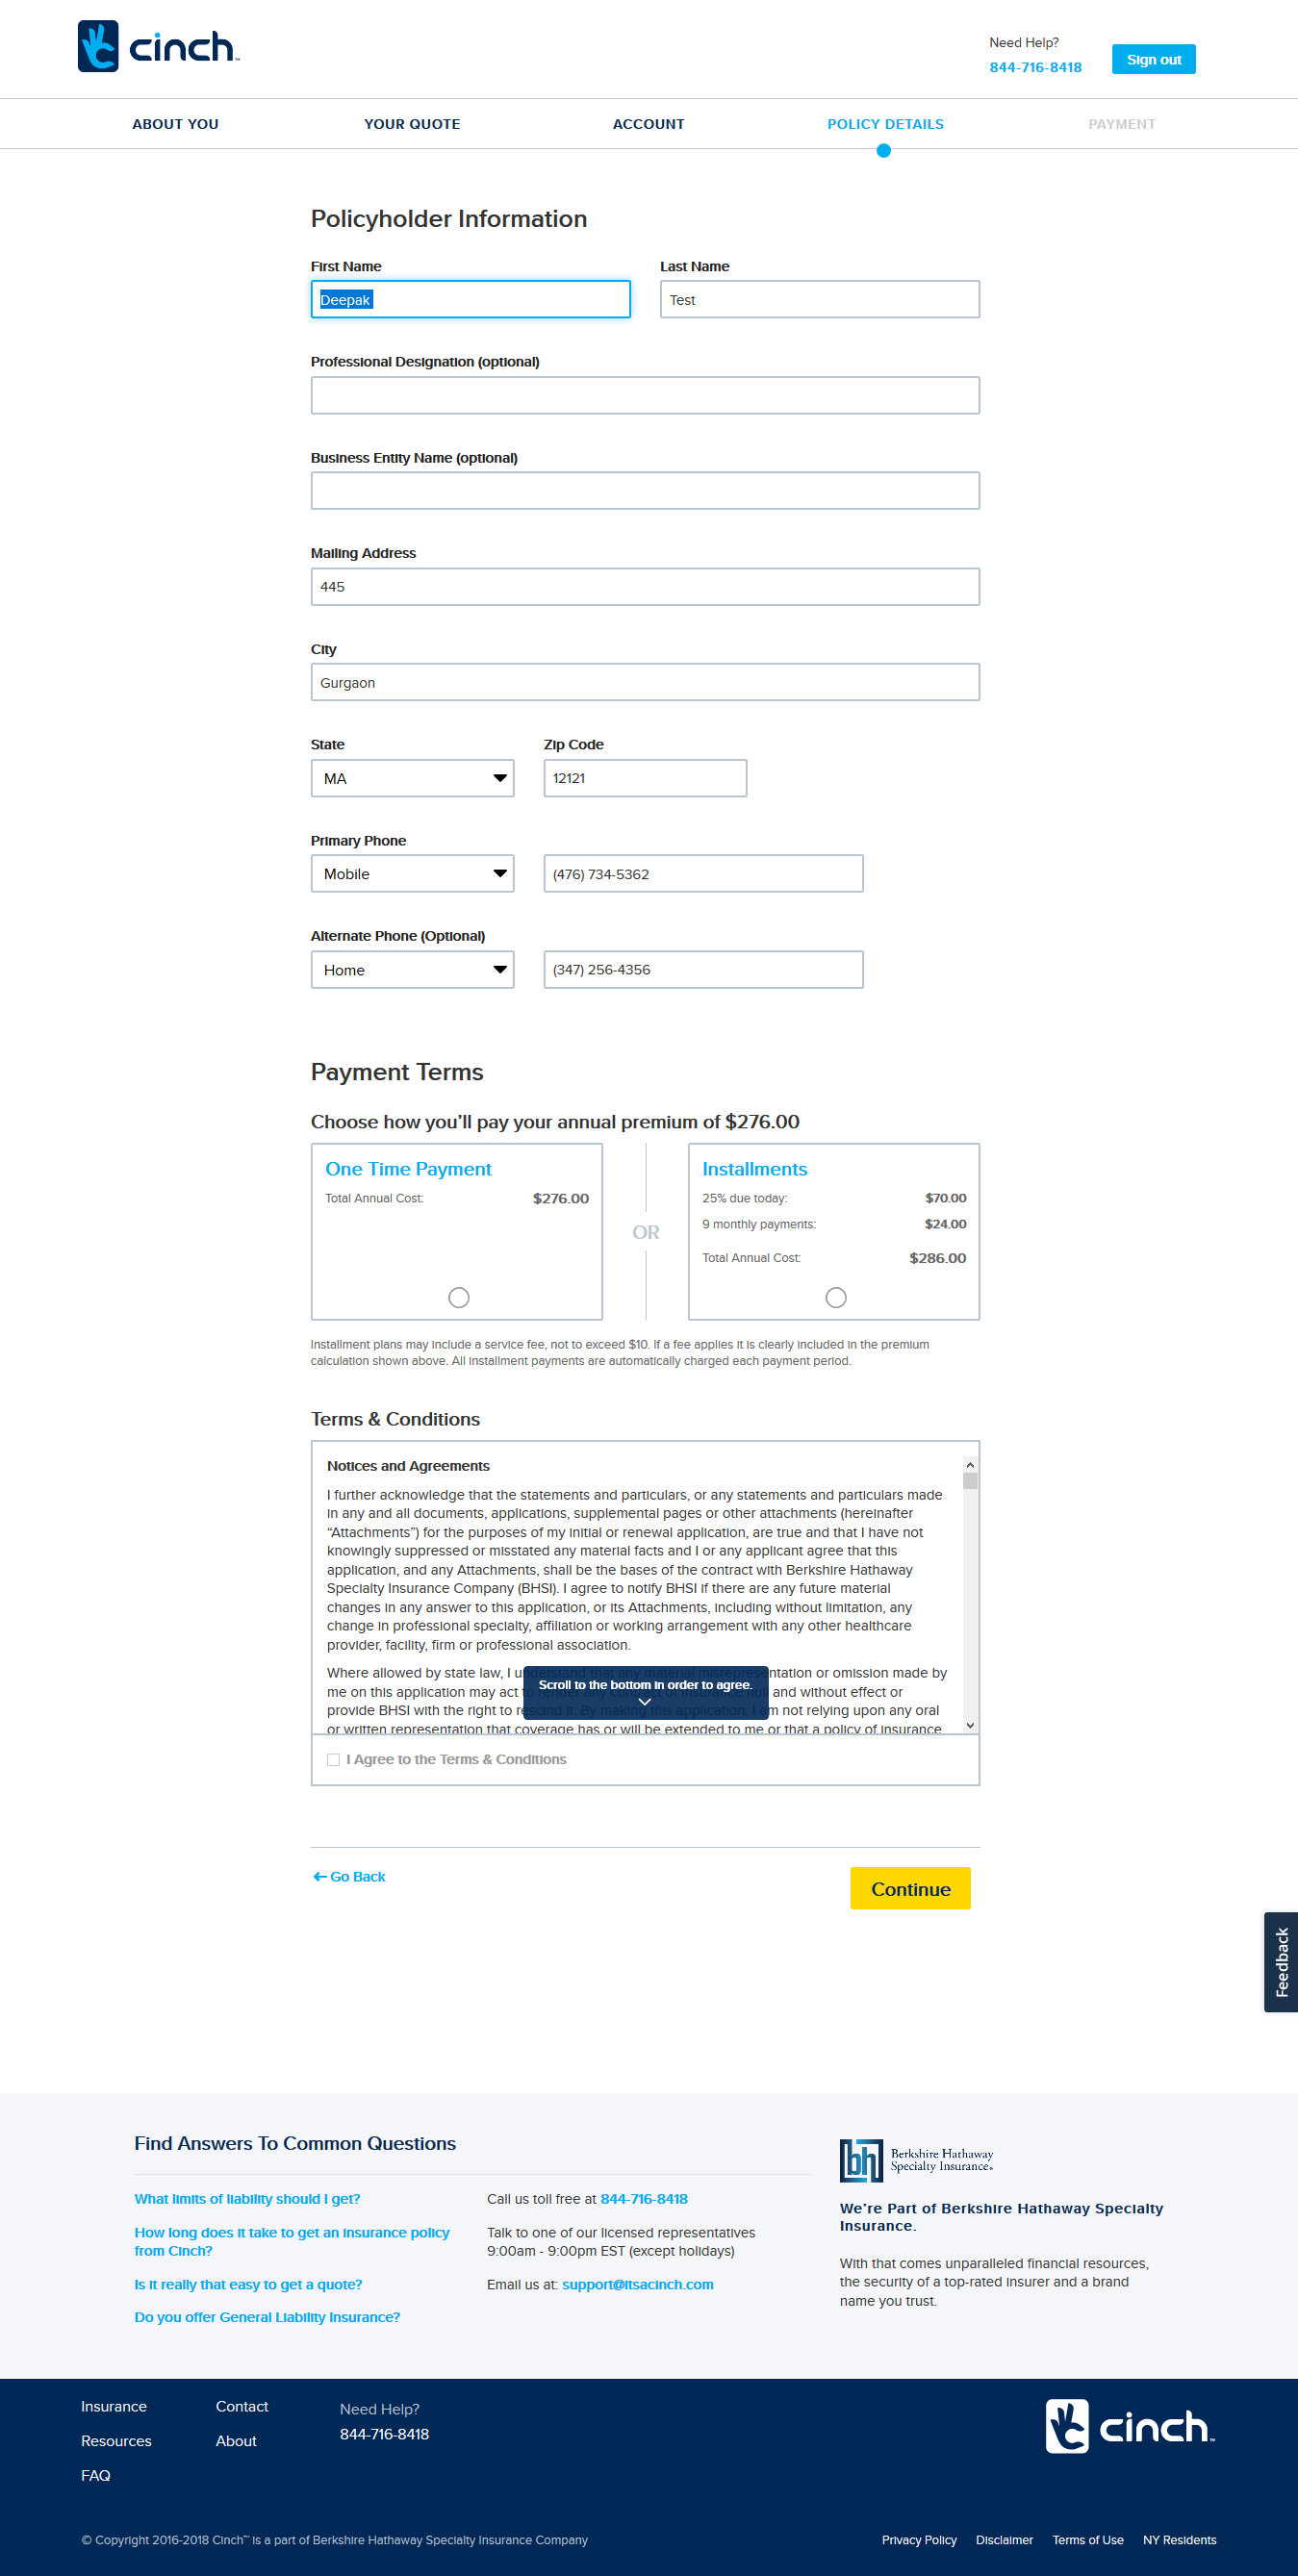 cinch™
Need Help?
844-716-8418
Sign out
ABOUT YOU
YOUR QUOTE
ACCOUNT
POLICY DETAILS
PAYMENT
Policyholder Information
First Name
Last Name
Deepak
Test
Professional Designation (optional)
Business Entity Name (optional)
Mailing Address
445
City
Gurgaon
State
Zip Code
MA
12121
Primary Phone
Mobile
(476) 734-5362
Alternate Phone (Optional)
Home
(347) 256-4356
Payment Terms
Choose how you’ll pay your annual premium of $276.00
One Time Payment
Total Annual Cost: $276.00
OR
Installments
25% due today: $70.00
9 monthly payments: $24.00
Total Annual Cost: $286.00
Installment plans may include a service fee, not to exceed $10. If a fee applies it is clearly included in the premium
calculation shown above. All installment payments are automatically charged each payment period.
Terms & Conditions
Notices and Agreements
I further acknowledge that the statements and particulars, or any statements and particulars made
in any and all documents, applications, supplemental pages or other attachments (hereinafter
“Attachments”) for the purposes of my initial or renewal application, are true and that I have not
knowingly suppressed or misstated any material facts and I or any applicant agree that this
application, and any Attachments, shall be the bases of the contract with Berkshire Hathaway
Specialty Insurance Company (BHSI). I agree to notify BHSI if there are any future material
changes in any answer to this application, or its Attachments, including without limitation, any
change in professional specialty, affiliation or working arrangement with any other healthcare
provider, facility, firm or professional association.
Where allowed by state law, I understand that any material misrepresentation or omission made by
me on this application may act to render any contract of insurance null and without effect or
provide BHSI with the right to rescind it. By making this application, I am not relying upon any oral
or written representation that coverage has or will be extended to me or that a policy of insurance
Scroll to the bottom in order to agree.
I Agree to the Terms & Conditions
Go Back
Continue
Feedback
Find Answers To Common Questions
What limits of liability should I get?
How long does it take to get an insurance policy
from Cinch?
Is it really that easy to get a quote?
Do you offer General Liability Insurance?
Call us toll free at 844-716-8418
Talk to one of our licensed representatives
9:00am - 9:00pm EST (except holidays)
Email us at: support@itsacinch.com
bh Berkshire Hathaway
Specialty Insurance
We’re Part of Berkshire Hathaway Specialty
Insurance.
With that comes unparalleled financial resources,
the security of a top-rated insurer and a brand
name you trust.
Insurance
Contact
Need Help?
844-716-8418
Resources
About
FAQ
cinch™
© Copyright 2016-2018 Cinch™ is a part of Berkshire Hathaway Specialty Insurance Company
Privacy Policy
Disclaimer
Terms of Use
NY Residents